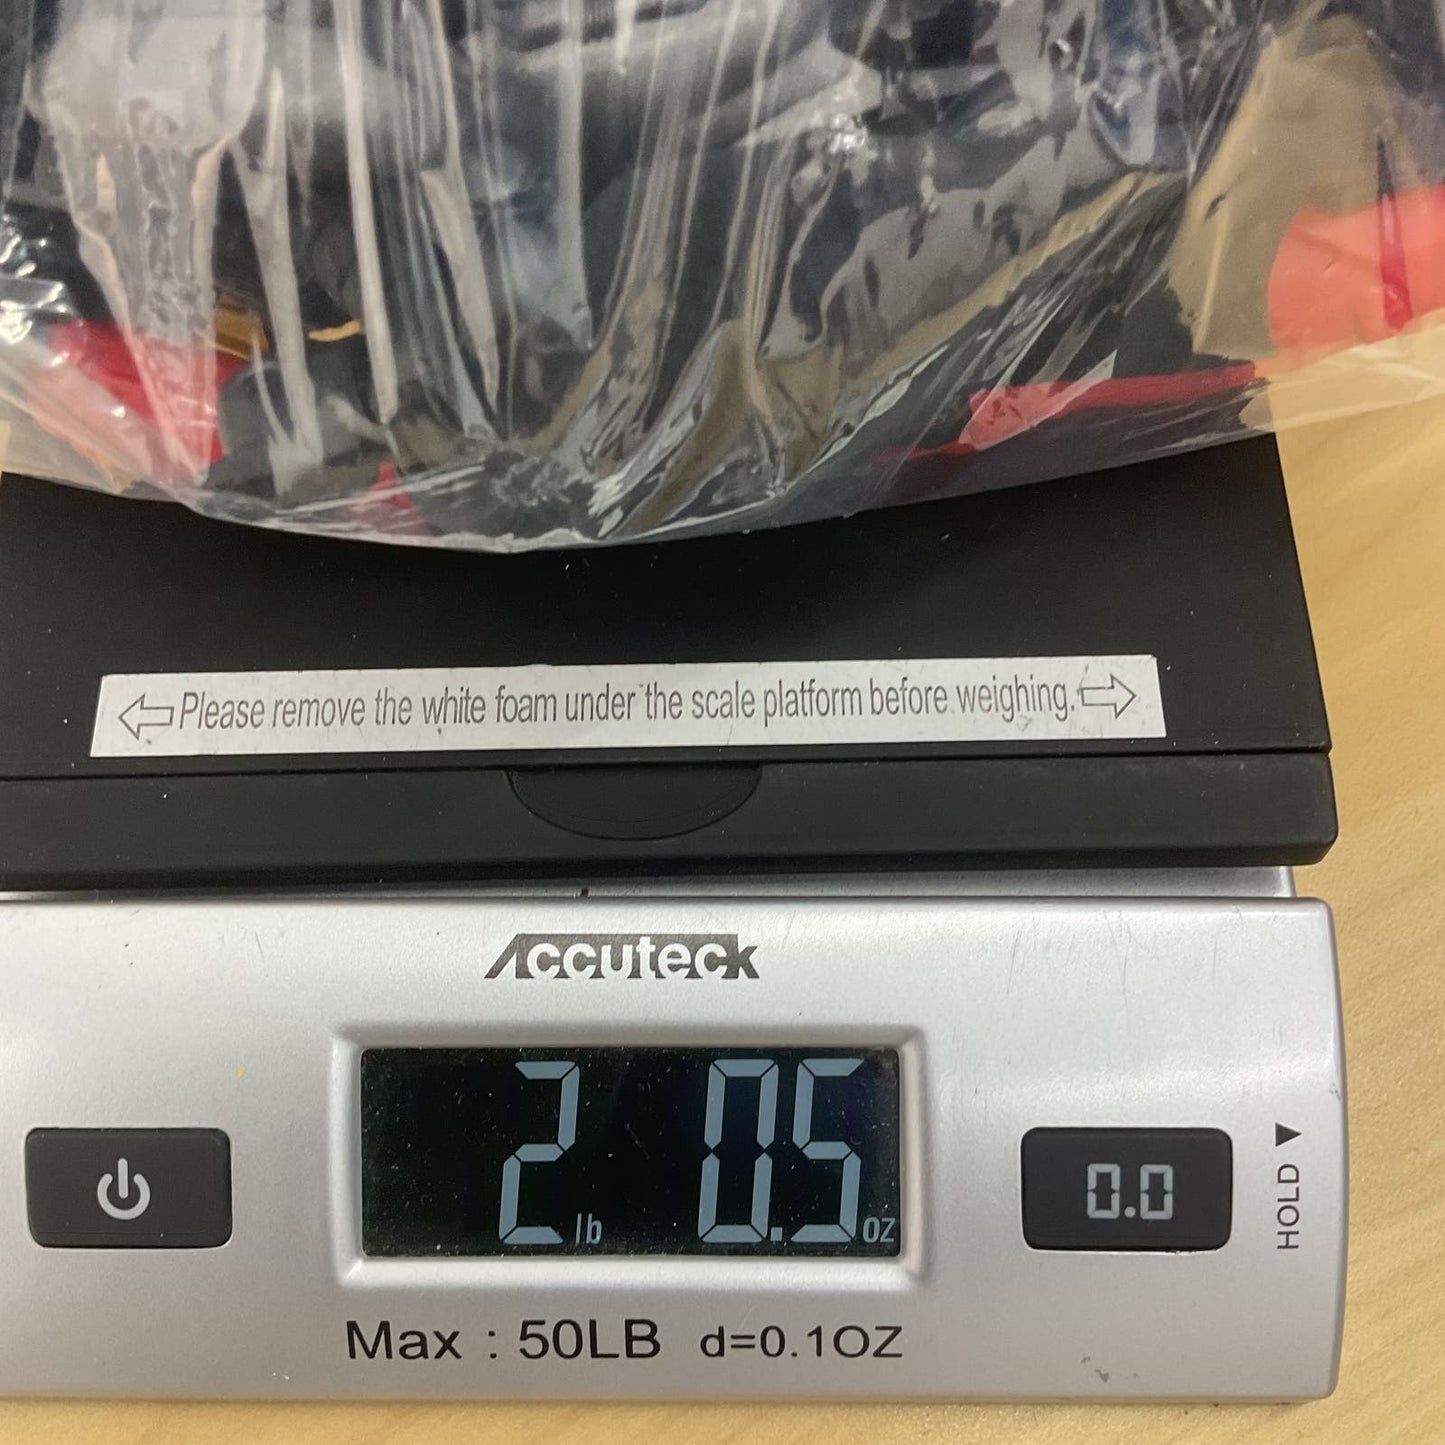 Please remove the white foam under the scale platform before weighing.
Accuteck
2 lb 0.5 oz
0.0
HOLD
Max : 50LB d=0.1OZ